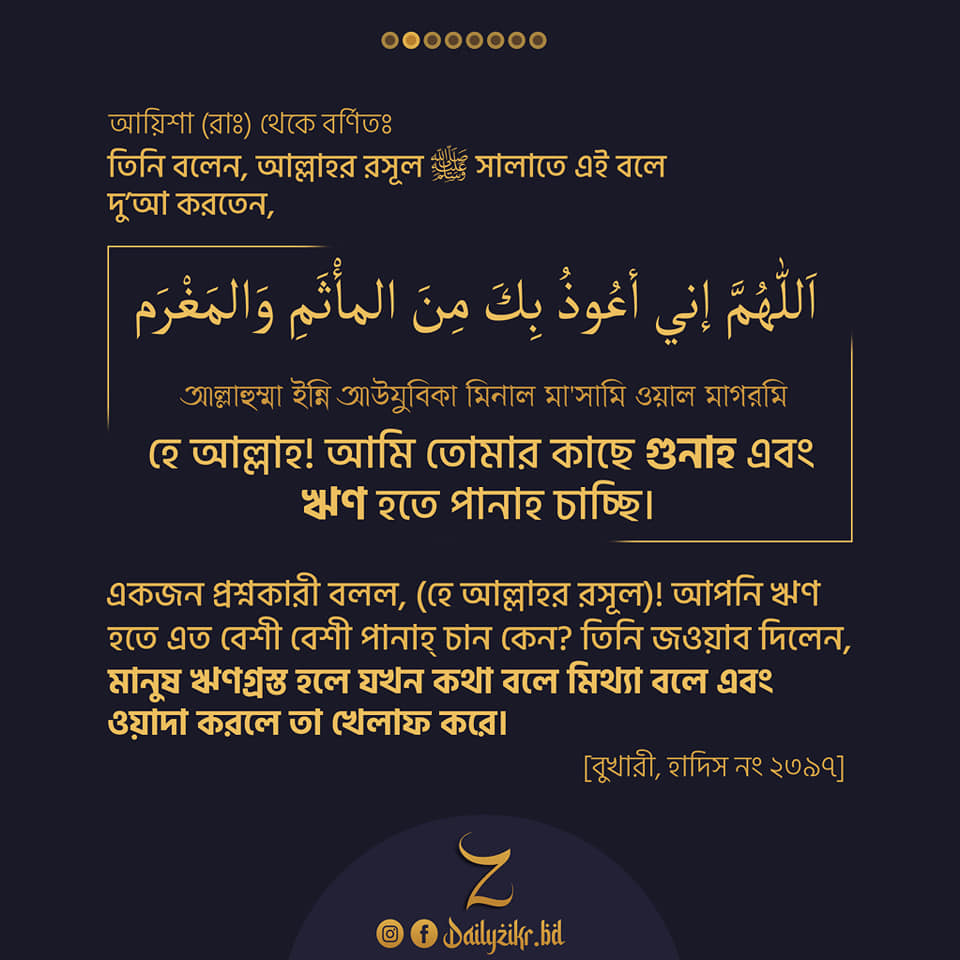 আয়িশা (রাঃ) থেকে বর্ণিতঃ
তিনি বলেন, আল্লাহর রসূল ﷺ সালাতে এই বলে
দু’আ করতেন,
اَللّٰهُمَّ إني أعُوذُ بِكَ مِنَ المأْثَمِ وَالمَغْرَم
আল্লাহুম্মা ইন্নি আউযুবিকা মিনাল মা'সামি ওয়াল মাগরমি
হে আল্লাহ! আমি তোমার কাছে গুনাহ এবং
ঋণ হতে পানাহ চাচ্ছি।
একজন প্রশ্নকারী বলল, (হে আল্লাহর রসূল)! আপনি ঋণ
হতে এত বেশী বেশী পানাহ্ চান কেন? তিনি জওয়াব দিলেন,
মানুষ ঋণগ্রস্ত হলে যখন কথা বলে মিথ্যা বলে এবং
ওয়াদা করলে তা খেলাফ করে।
[বুখারী, হাদিস নং ২৩৯৭]
Z
Dailyzikr.bd